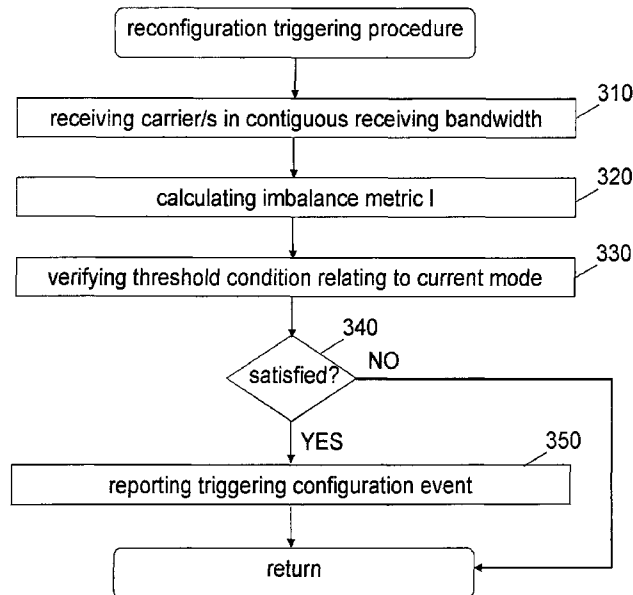 reconfiguration triggering procedure
310
receiving carrier/s in contiguous receiving bandwidth
320
calculating imbalance metric I
330
verifying threshold condition relating to current mode
340
satisfied?
NO
YES
350
reporting triggering configuration event
return